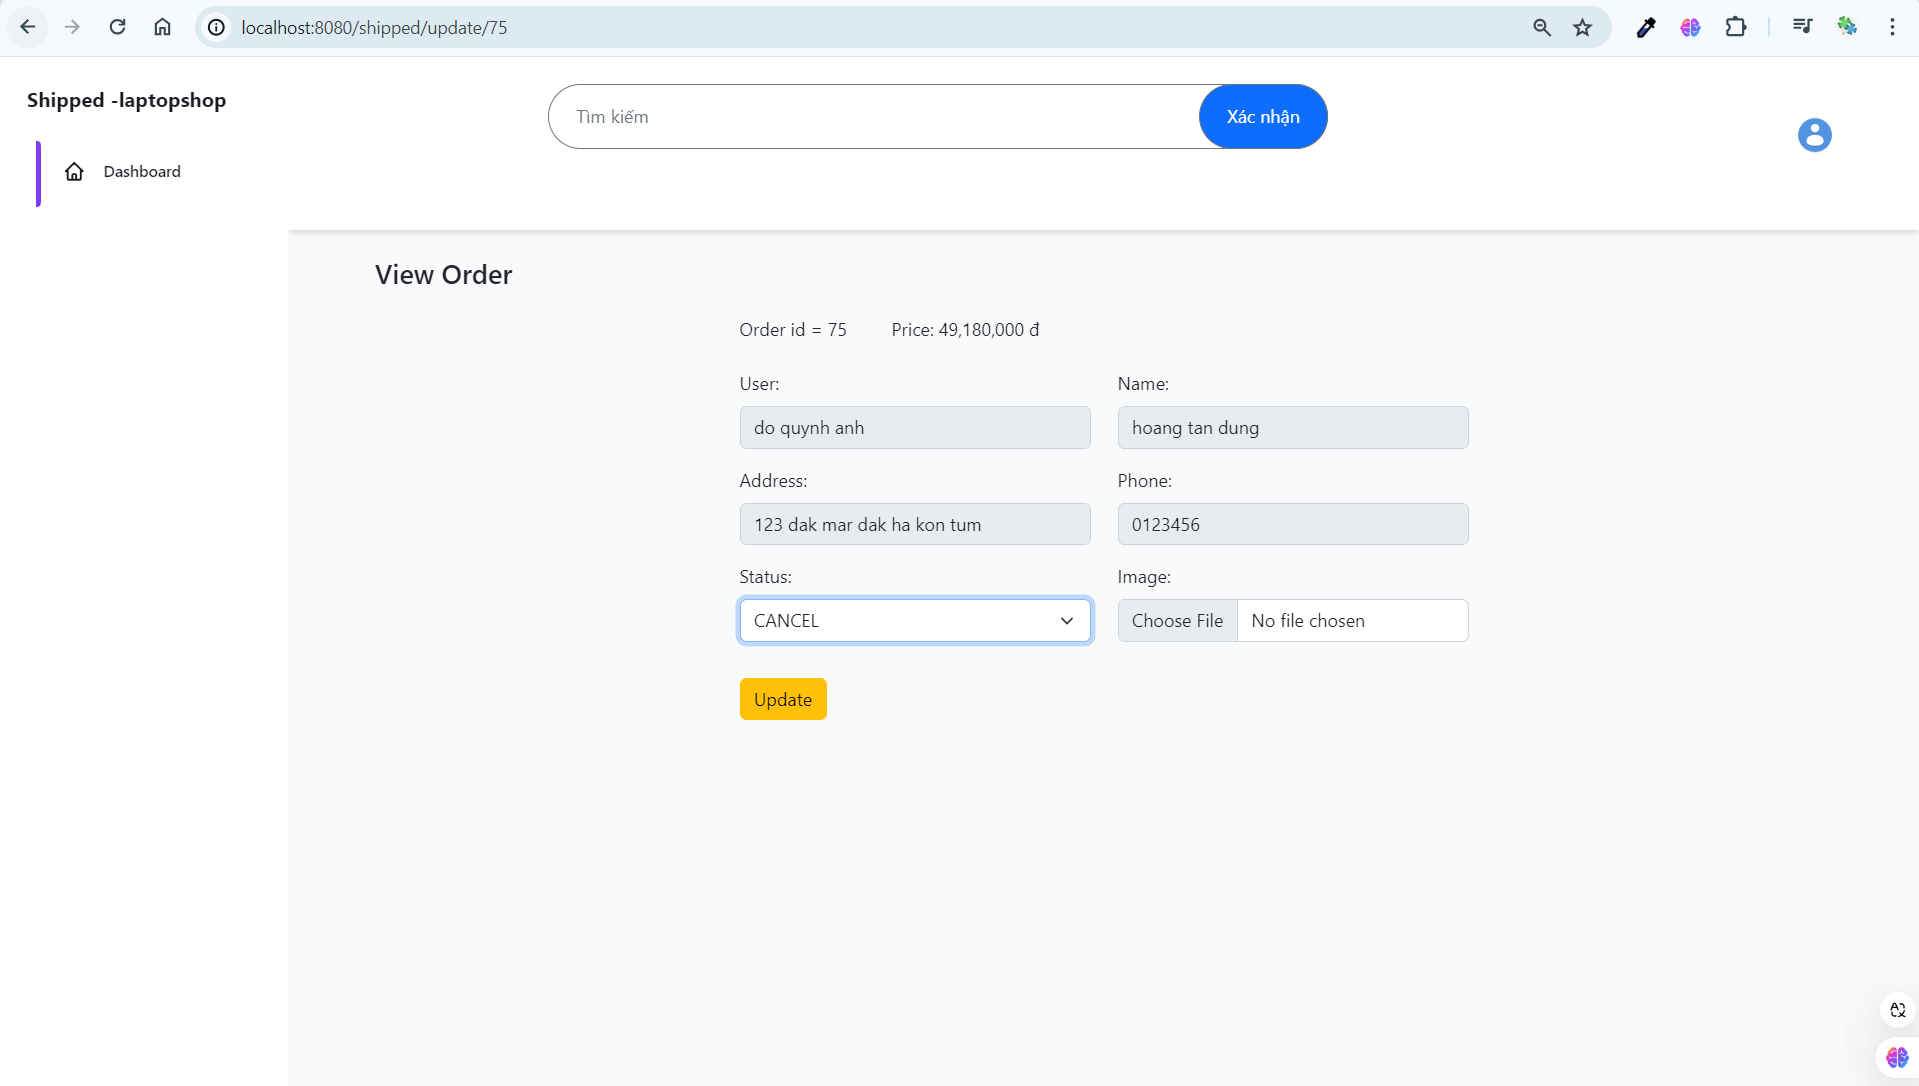 localhost:8080/shipped/update/75
Shipped -laptopshop
Tìm kiếm
Xác nhận
Dashboard
View Order
Order id = 75
Price: 49,180,000 đ
User:
Name:
do quynh anh
hoang tan dung
Address:
Phone:
123 dak mar dak ha kon tum
0123456
Status:
Image:
CANCEL
Choose File
No file chosen
Update